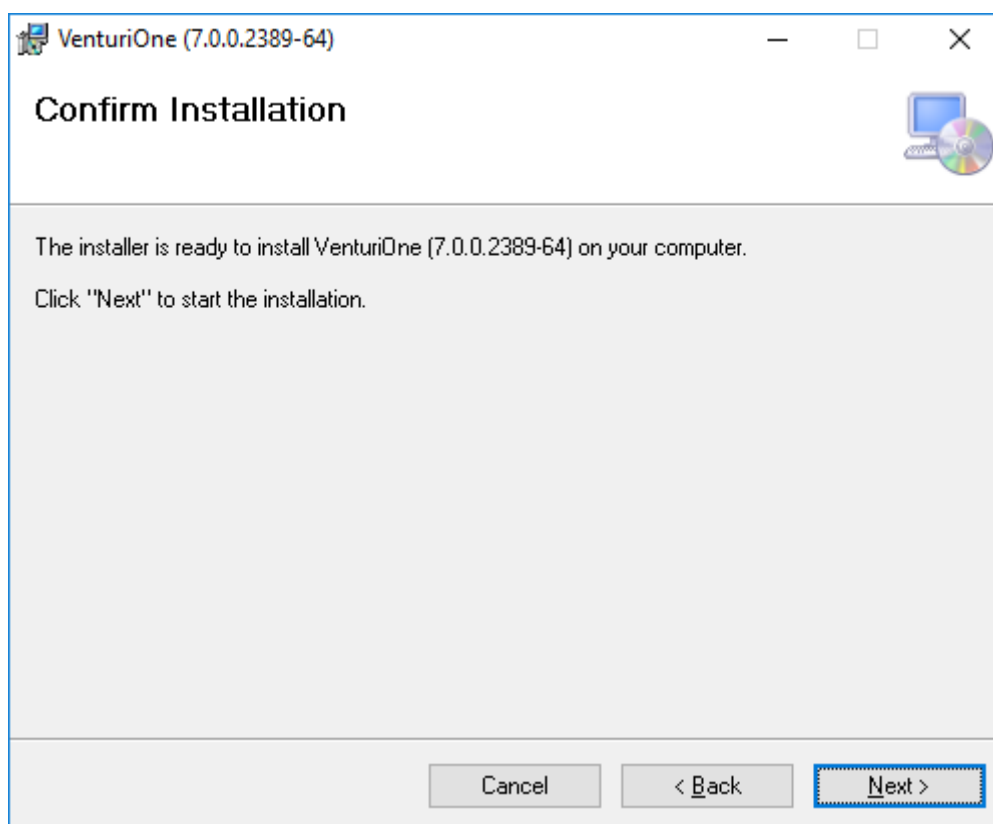 VenturiOne (7.0.0.2389-64)
Confirm Installation
The installer is ready to install VenturiOne (7.0.0.2389-64) on your computer.
Click "Next" to start the installation.
Cancel
< Back
Next >